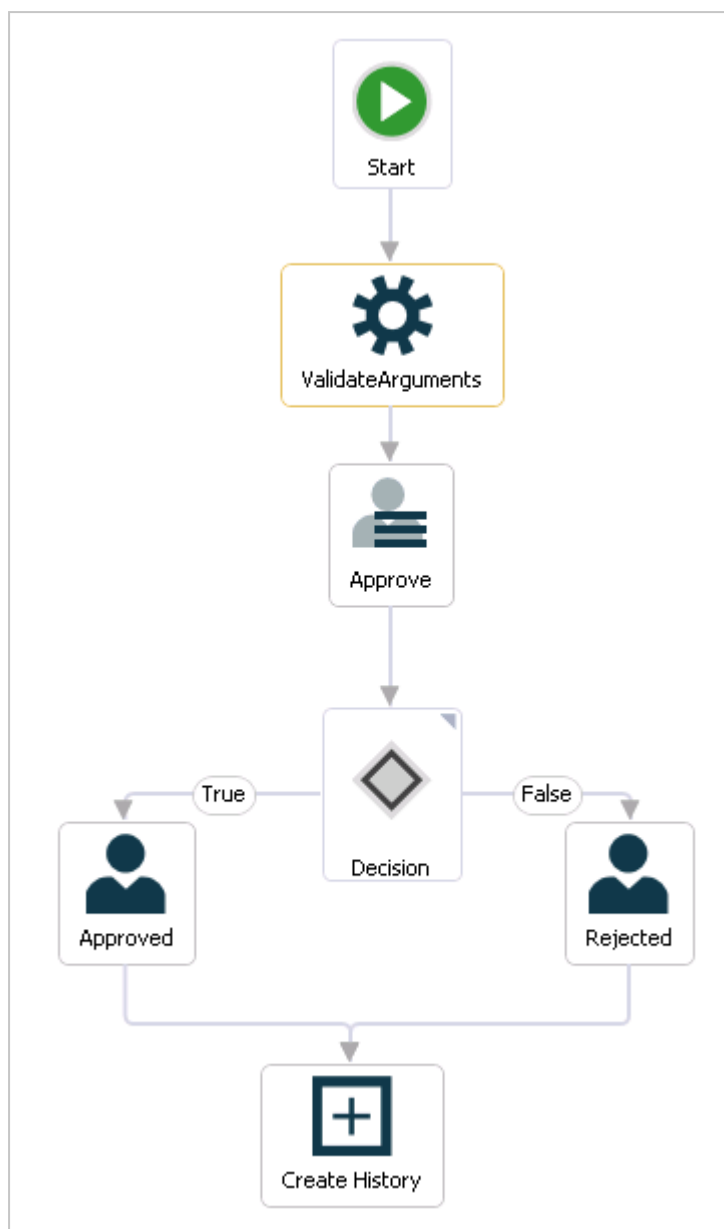 Start
ValidateArguments
Approve
True
False
Decision
Approved
Rejected
Create History